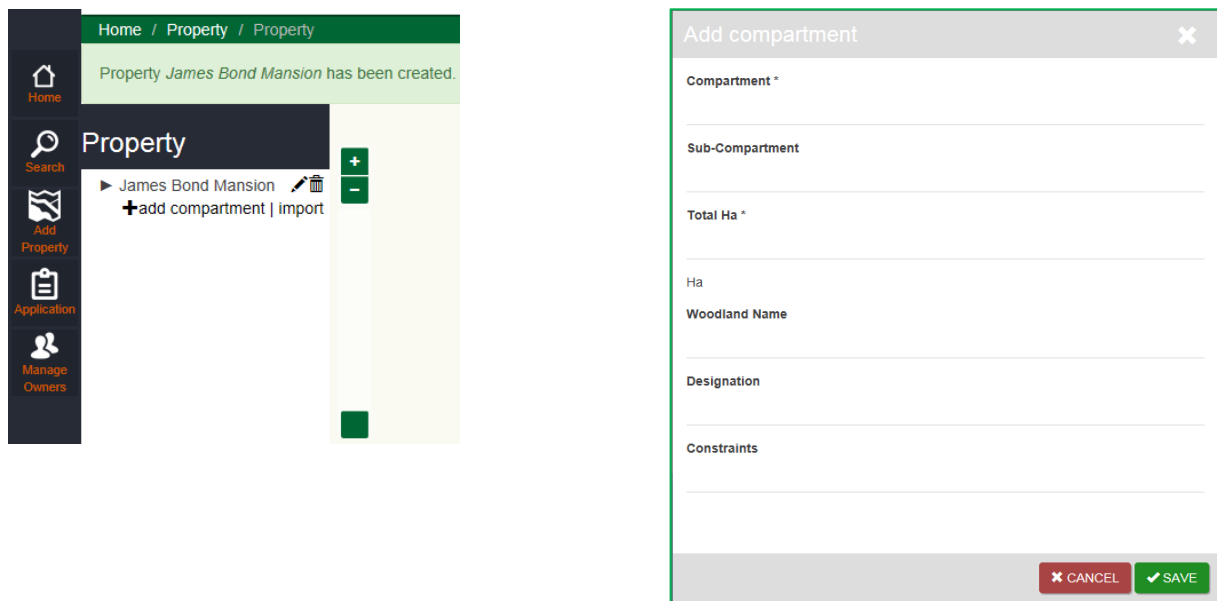 Home / Property / Property
Property James Bond Mansion has been created.
Home
Search
Add
Property
Application
Manage
Owners
Property
► James Bond Mansion
+add compartment | import
+
−
Add compartment
Compartment *
Sub-Compartment
Total Ha *
Ha
Woodland Name
Designation
Constraints
CANCEL
SAVE